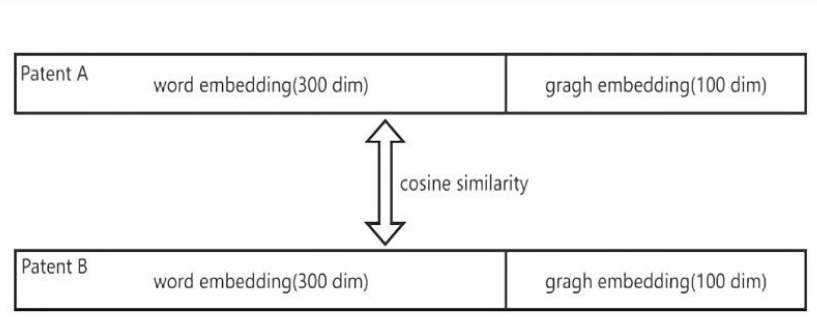 Patent A
word embedding(300 dim)
gragh embedding(100 dim)
cosine similarity
Patent B
word embedding(300 dim)
gragh embedding(100 dim)